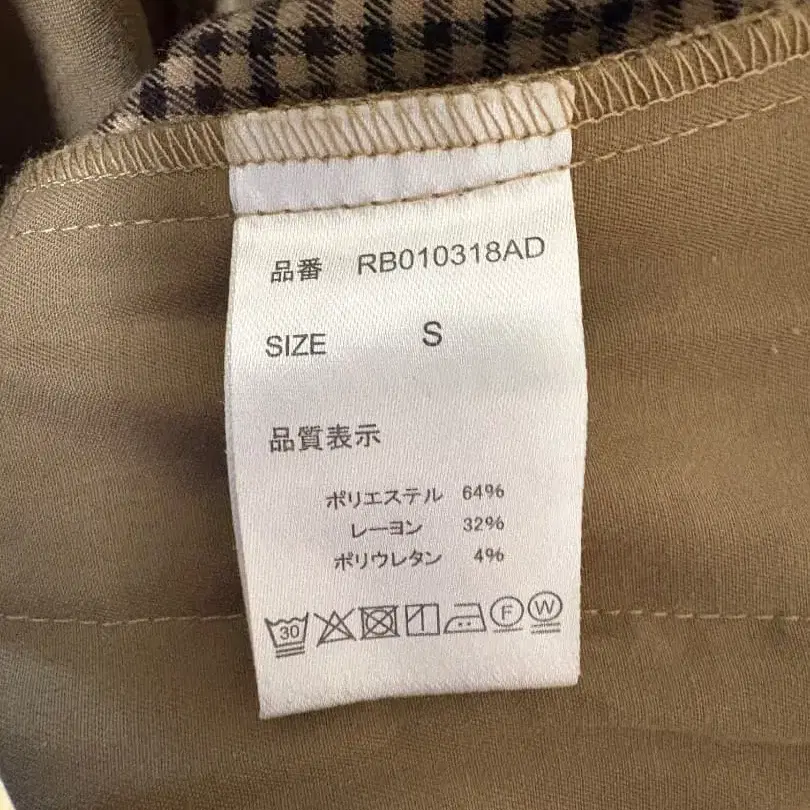 品番 RB010318AD
SIZE S
品質表示
ポリエステル 64%
レーヨン 32%
ポリウレタン 4%
30 F W